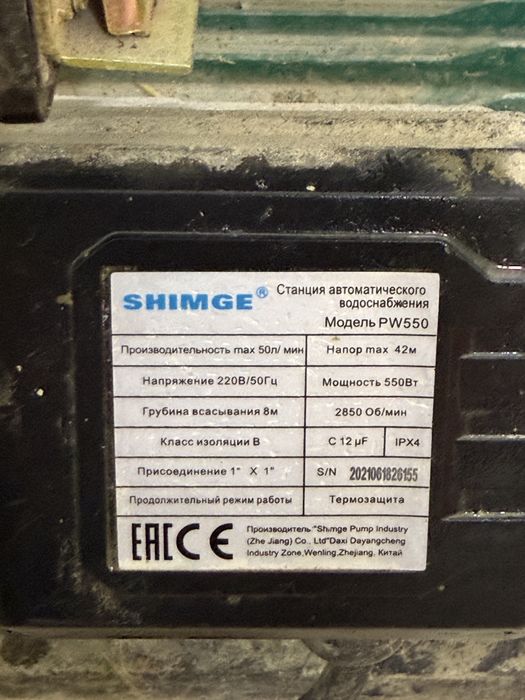 SHIMGE® Станция автоматического
водоснабжения
Модель PW550
Производительность max 50л/ мин Напор max 42м
Напряжение 220В/50Гц Мощность 550Вт
Грубина всасывания 8м 2850 Об/мин
Класс изоляции В С 12 µF IPX4
Присоединение 1" X 1" S/N 2021061826155
Продолжительный режим работы Термозащита
EAC CE Производитель:"Shimge Pump Industry
(Zhe Jiang) Co., Ltd"Daxi Dayangcheng
Industry Zone,Wenling,Zhejiang, Китай